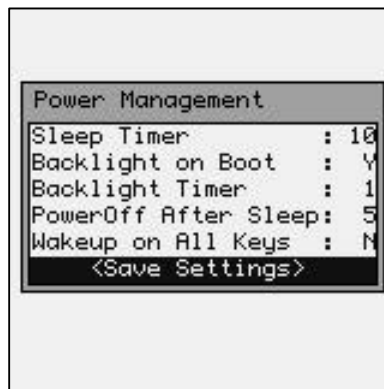 Power Management
Sleep Timer : 10
Backlight on Boot : Y
Backlight Timer : 1
PowerOff After Sleep: 5
Wakeup on All Keys : N
<Save Settings>